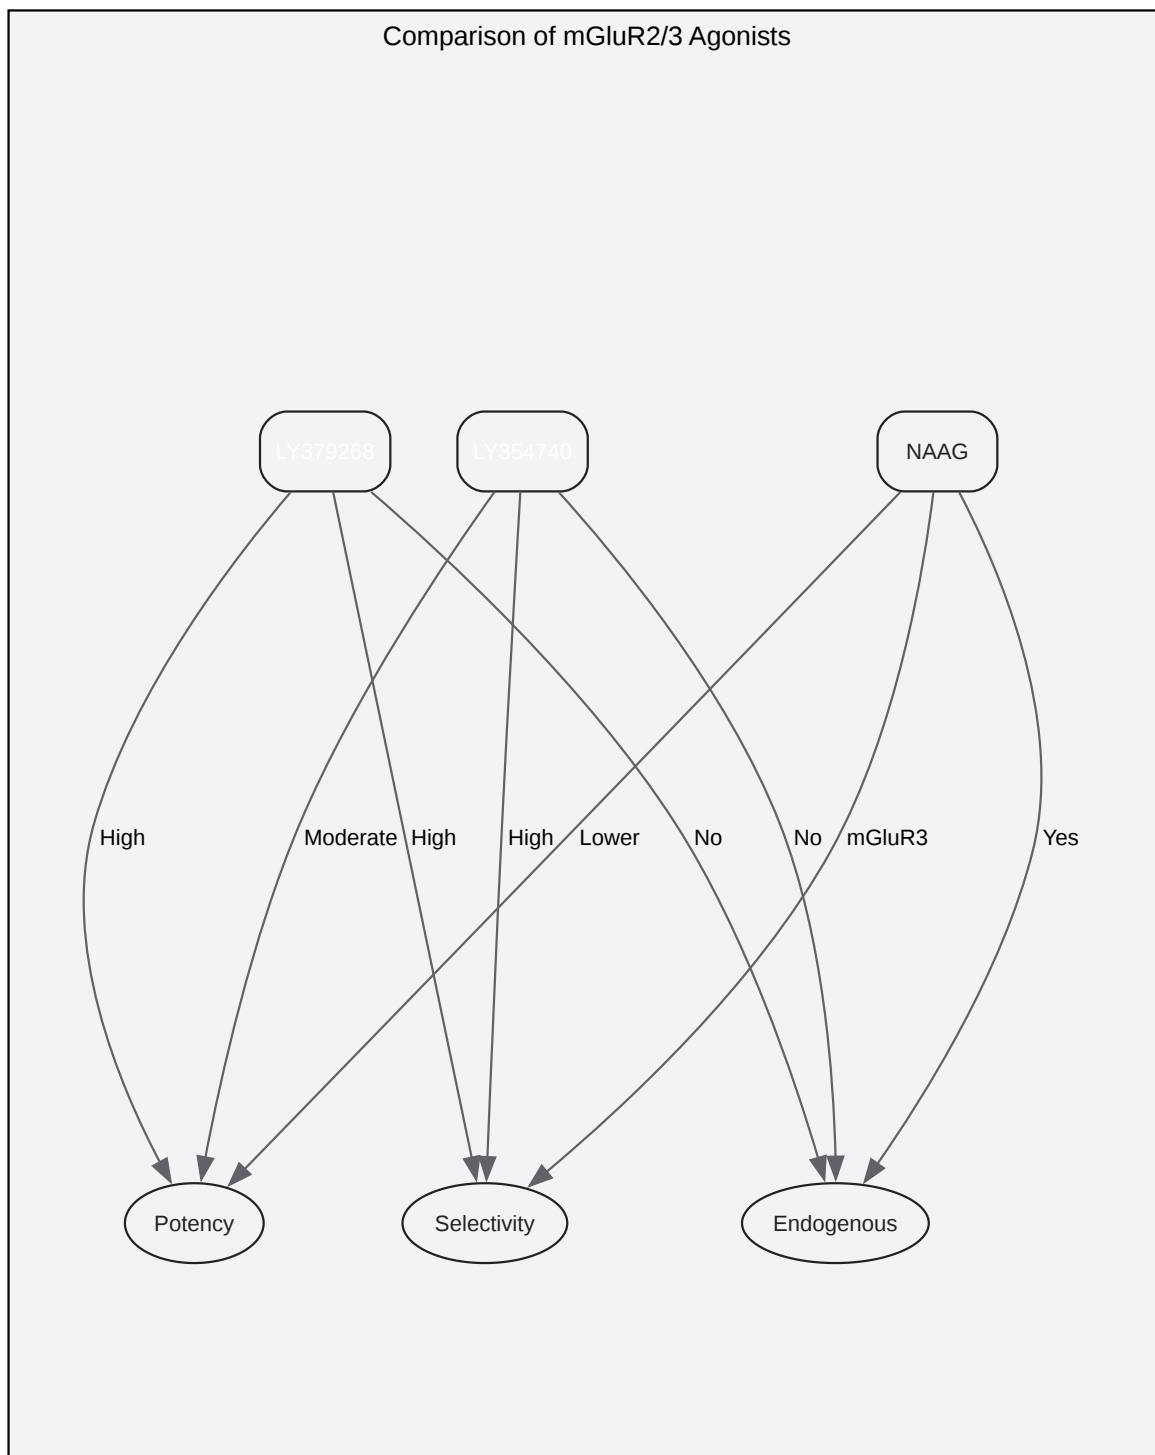 Comparison of mGluR2/3 Agonists
LY379268
LY354740
NAAG
High
Moderate
High
High
Lower
No
No
mGluR3
Yes
Potency
Selectivity
Endogenous